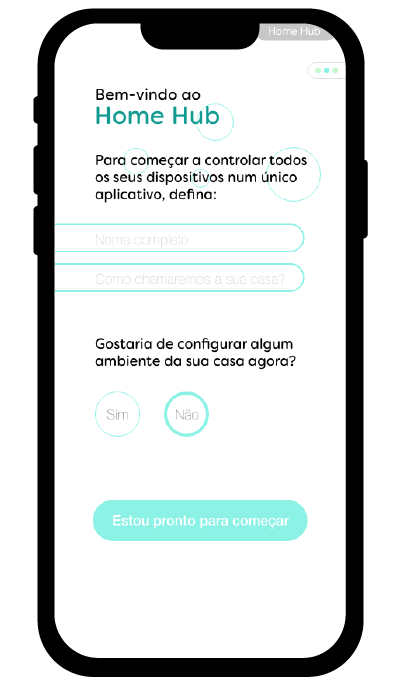 Home Hub
Bem-vindo ao
Home Hub
Para começar a controlar todos
os seus dispositivos num único
aplicativo, defina:
Nome completo
Como chamaremos a sua casa?
Gostaria de configurar algum
ambiente da sua casa agora?
Sim
Não
Estou pronto para começar